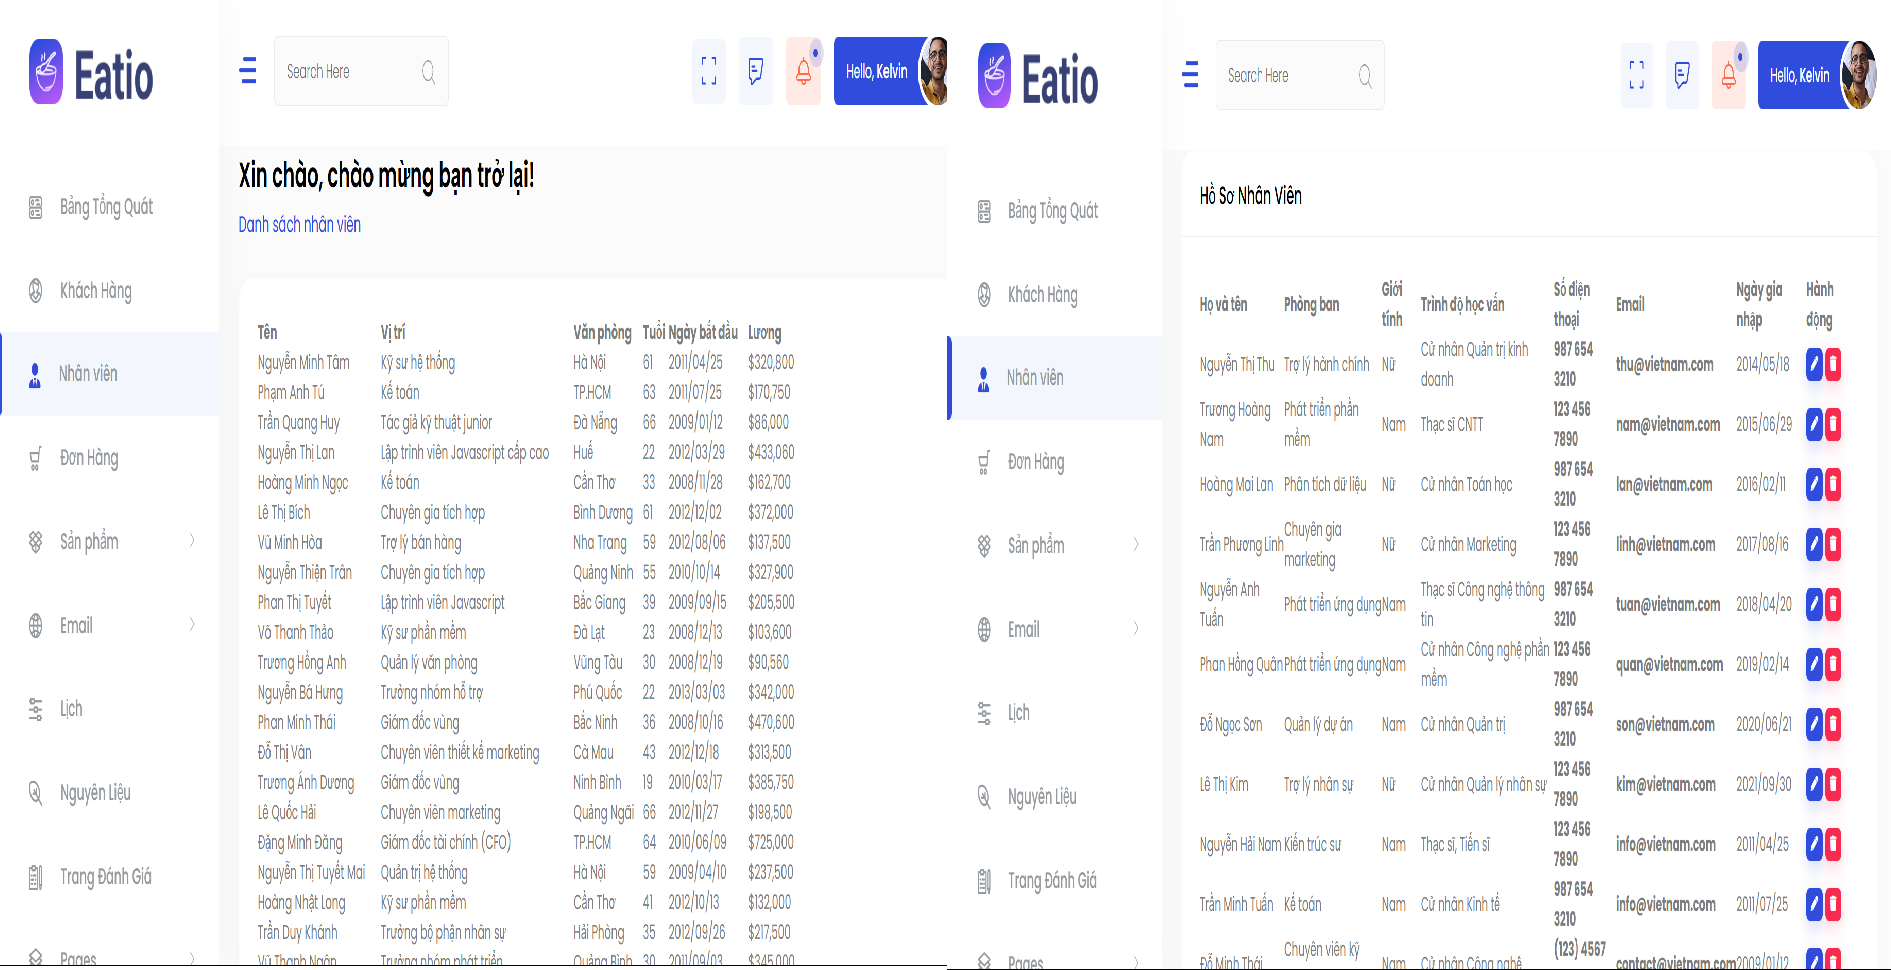 Eatio
Search Here
Hello, Kelvin
Bảng Tổng Quát
Khách Hàng
Nhân viên
Đơn Hàng
Sản phẩm
Email
Lịch
Nguyên Liệu
Trang Đánh Giá
Pages
Xin chào, chào mừng bạn trở lại!
Danh sách nhân viên
Tên Vị trí Văn phòng Tuổi Ngày bắt đầu Lương
Nguyễn Minh Tâm Kỹ sư hệ thống Hà Nội 61 2011/04/25 $320,800
Phạm Anh Tú Kế toán TP.HCM 63 2011/07/25 $170,750
Trần Quang Huy Tác giả kỹ thuật junior Đà Nẵng 66 2009/01/12 $86,000
Nguyễn Thị Lan Lập trình viên Javascript cấp cao Huế 22 2012/03/29 $433,060
Hoàng Minh Ngọc Kế toán Cần Thơ 33 2008/11/28 $162,700
Lê Thị Bích Chuyên gia tích hợp Bình Dương 61 2012/12/02 $372,000
Vũ Minh Hòa Trợ lý bán hàng Nha Trang 59 2012/08/06 $137,500
Nguyễn Thiện Trân Chuyên gia tích hợp Quảng Ninh 55 2010/10/14 $327,900
Phan Thị Tuyết Lập trình viên Javascript Bắc Giang 39 2009/09/15 $205,500
Võ Thanh Thảo Kỹ sư phần mềm Đà Lạt 23 2008/12/13 $103,600
Trương Hồng Anh Quản lý văn phòng Vũng Tàu 30 2008/12/19 $90,560
Nguyễn Bá Hưng Trưởng nhóm hỗ trợ Phú Quốc 22 2013/03/03 $342,000
Phan Minh Thái Giám đốc vùng Bắc Ninh 36 2008/10/16 $470,600
Đỗ Thị Vân Chuyên viên thiết kế marketing Cà Mau 43 2012/12/18 $313,500
Trương Ánh Dương Giám đốc vùng Ninh Bình 19 2010/03/17 $385,750
Lê Quốc Hải Chuyên viên marketing Quảng Ngãi 66 2012/11/27 $198,500
Đặng Minh Đăng Giám đốc tài chính (CFO) TP.HCM 64 2010/06/09 $725,000
Nguyễn Thị Tuyết Mai Quản trị hệ thống Hà Nội 59 2009/04/10 $237,500
Hoàng Nhật Long Kỹ sư phần mềm Cần Thơ 41 2012/10/13 $132,000
Trần Duy Khánh Trưởng bộ phận nhân sự Hải Phòng 35 2012/09/26 $217,500
Vũ Thanh Ngân Trưởng nhóm phát triển Quảng Bình 30 2011/09/03 $345,000
Eatio
Search Here
Hello, Kelvin
Bảng Tổng Quát
Khách Hàng
Nhân viên
Đơn Hàng
Sản phẩm
Email
Lịch
Nguyên Liệu
Trang Đánh Giá
Pages
Hồ Sơ Nhân Viên
Giới Số điện Ngày gia Hành
Họ và tên Phòng ban Trình độ học vấn Email
tính thoại nhập động
Cử nhân Quản trị kinh 987 654
Nguyễn Thị Thu Trợ lý hành chính Nữ thu@vietnam.com 2014/05/18
doanh 3210
Trương Hoàng Phát triển phần 123 456
Nam Thạc sĩ CNTT nam@vietnam.com 2015/06/29
Nam mềm 7890
987 654
Hoàng Mai Lan Phân tích dữ liệu Nữ Cử nhân Toán học lan@vietnam.com 2016/02/11
3210
Chuyên gia 123 456
Trần Phương Linh Nữ Cử nhân Marketing linh@vietnam.com 2017/08/16
marketing 7890
Nguyễn Anh Thạc sĩ Công nghệ thông 987 654
Phát triển ứng dụng Nam tuan@vietnam.com 2018/04/20
Tuấn tin 3210
Cử nhân Công nghệ phần 123 456
Phan Hồng Quân Phát triển ứng dụng Nam quan@vietnam.com 2019/02/14
mềm 7890
987 654
Đỗ Ngọc Sơn Quản lý dự án Nam Cử nhân Quản trị son@vietnam.com 2020/06/21
3210
123 456
Lê Thị Kim Trợ lý nhân sự Nữ Cử nhân Quản lý nhân sự kim@vietnam.com 2021/09/30
7890
123 456
Nguyễn Hải Nam Kiến trúc sư Nam Thạc sĩ, Tiến sĩ info@vietnam.com 2011/04/25
7890
987 654
Trần Minh Tuấn Kế toán Nam Cử nhân Kinh tế info@vietnam.com 2011/07/25
3210
Chuyên viên kỹ (123) 4567
Đỗ Minh Thái Nam Cử nhân Công nghệ contact@vietnam.com 2009/01/12